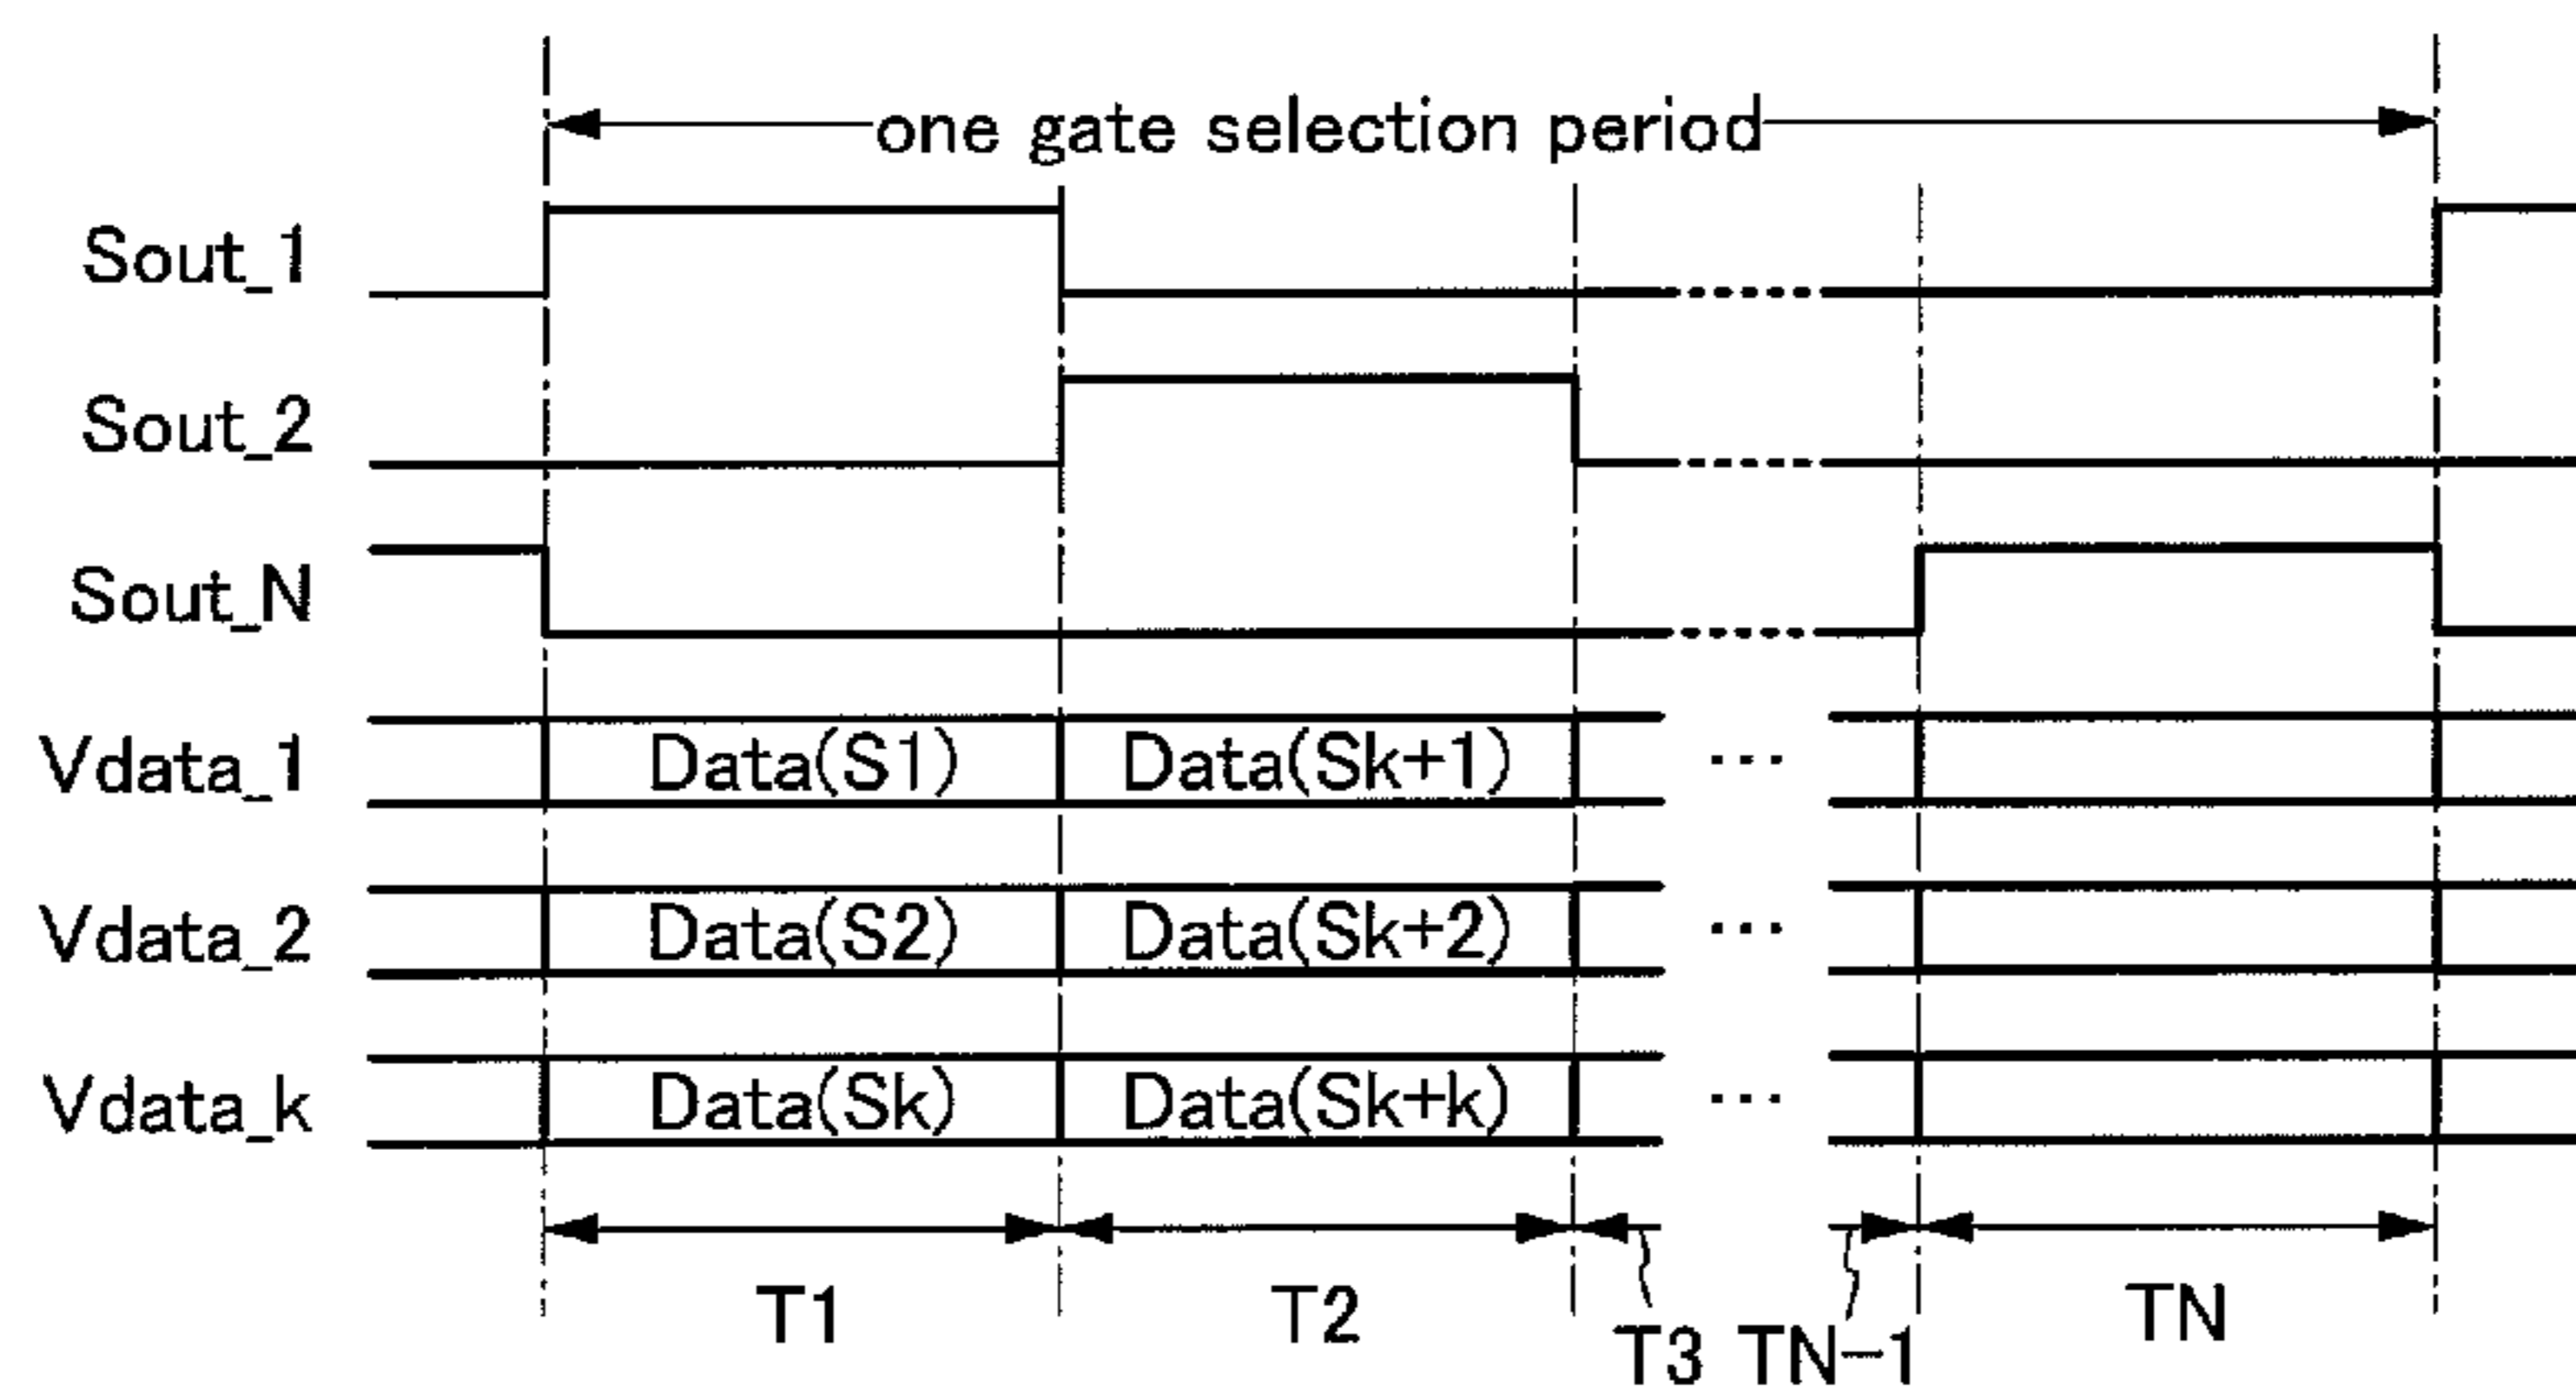 one gate selection period
Sout_1
Sout_2
Sout_N
Vdata_1 Data(S1) Data(Sk+1) ...
Vdata_2 Data(S2) Data(Sk+2) ...
Vdata_k Data(Sk) Data(Sk+k) ...
T1 T2 T3 TN-1 TN